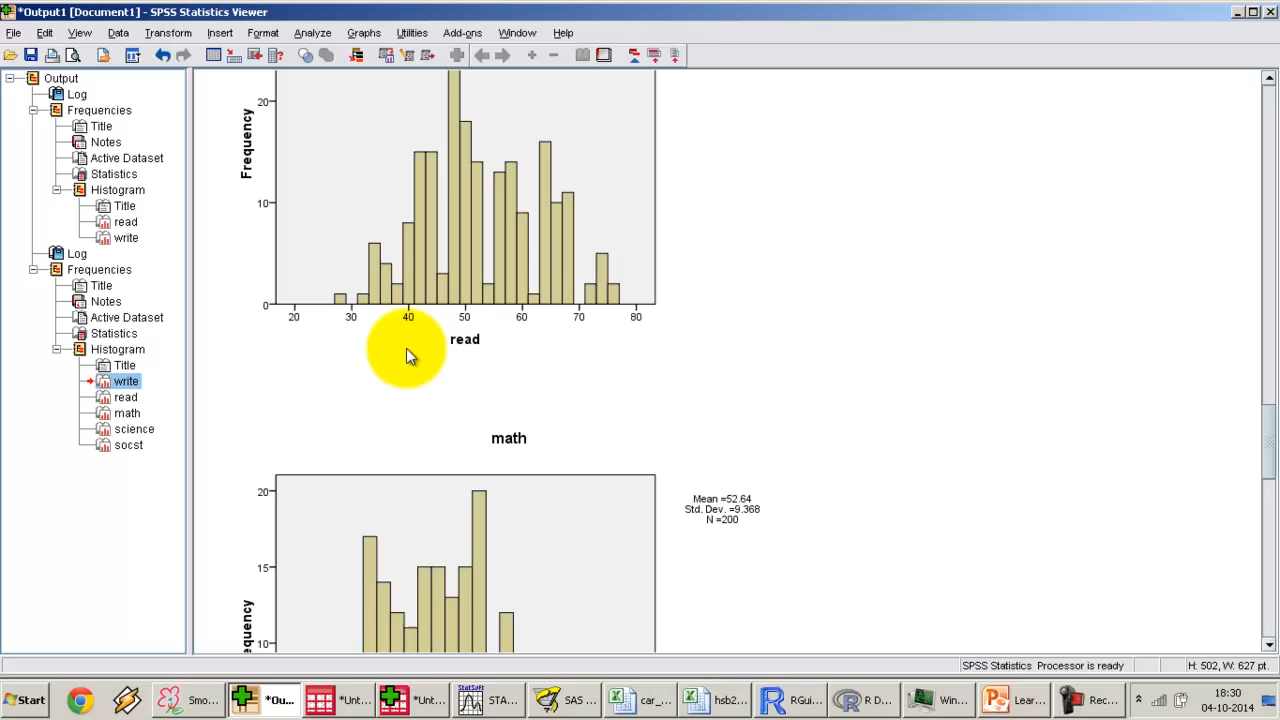 *Output1 [Document1] - SPSS Statistics Viewer
File Edit View Data Transform Insert Format Analyze Graphs Utilities Add-ons Window Help
Output
Log
Frequencies
Title
Notes
Active Dataset
Statistics
Histogram
Title
read
write
Log
Frequencies
Title
Notes
Active Dataset
Statistics
Histogram
Title
write
read
math
science
socst
Frequency
20
10
0
20 30 40 50 60 70 80
read
math
20
15
10
equency
Mean =52.64
Std. Dev. =9.368
N =200
SPSS Statistics Processor is ready
H: 502, W: 627 pt.
Start
Smo...
*Ou...
*Unt...
*Unt...
StatSoft
STA...
SAS ...
car_...
hsb2...
RGui...
R D...
Win...
Lear...
Rec...
18:30
04-10-2014